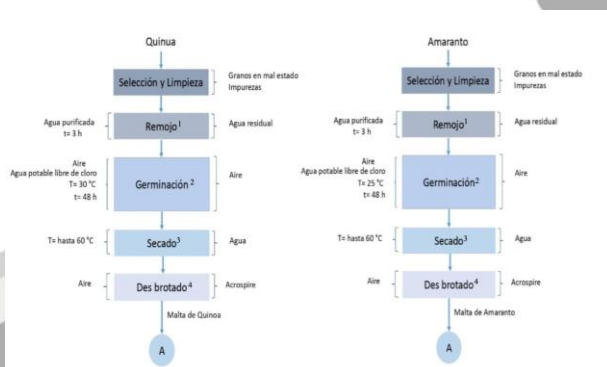 Quinua
Selección y Limpieza
Granos en mal estado
Impurezas
Agua purificada
t= 3 h
Remojo¹
Agua residual
Aire
Agua potable libre de cloro
T= 30 °C
t= 48 h
Germinación ²
Aire
T= hasta 60 °C
Secado³
Agua
Aire
Des brotado⁴
Acrospire
Malta de Quinoa
A
Amaranto
Selección y Limpieza
Granos en mal estado
Impurezas
Agua purificada
t= 3 h
Remojo¹
Agua residual
Aire
Agua potable libre de cloro
T= 25 °C
t= 48 h
Germinación²
Aire
T= hasta 60 °C
Secado³
Agua
Aire
Des brotado⁴
Acrospire
Malta de Amaranto
A